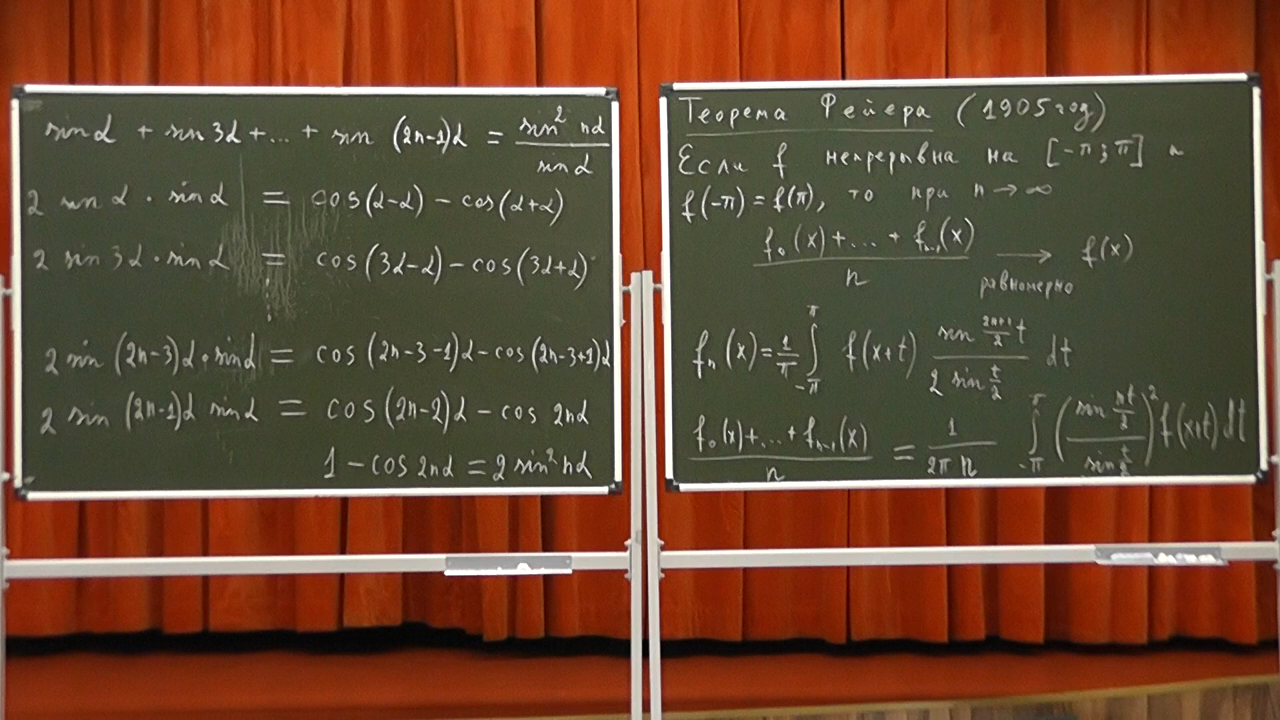 sin α + sin 3α + ... + sin (2n-1)α = sin² nα / sin α
2 sin α · sin α = cos(α-α) - cos(α+α)
2 sin 3α · sin α = cos(3α-α) - cos(3α+α)
⋮
2 sin (2n-3)α · sin α = cos (2n-3-1)α - cos(2n-3+1)α
2 sin (2n-1)α sin α = cos (2n-2)α - cos 2nα
1 - cos 2nα = 2 sin² nα
Теорема Фейера (1905 год)
Если f непрерывна на [-π; π] и
f(-π) = f(π), то при n → ∞
(f₀(x) + ... + fₙ₋₁(x)) / n → f(x)
равномерно
fₙ(x) = 1/π ∫_{-π}^{π} f(x+t) (sin (2n+1)/2 t) / (2 sin t/2) dt
(f₀(x) + ... + fₙ₋₁(x)) / n = 1/(2π n) ∫_{-π}^{π} ((sin nt/2) / (sin t/2))² f(x+t) dt